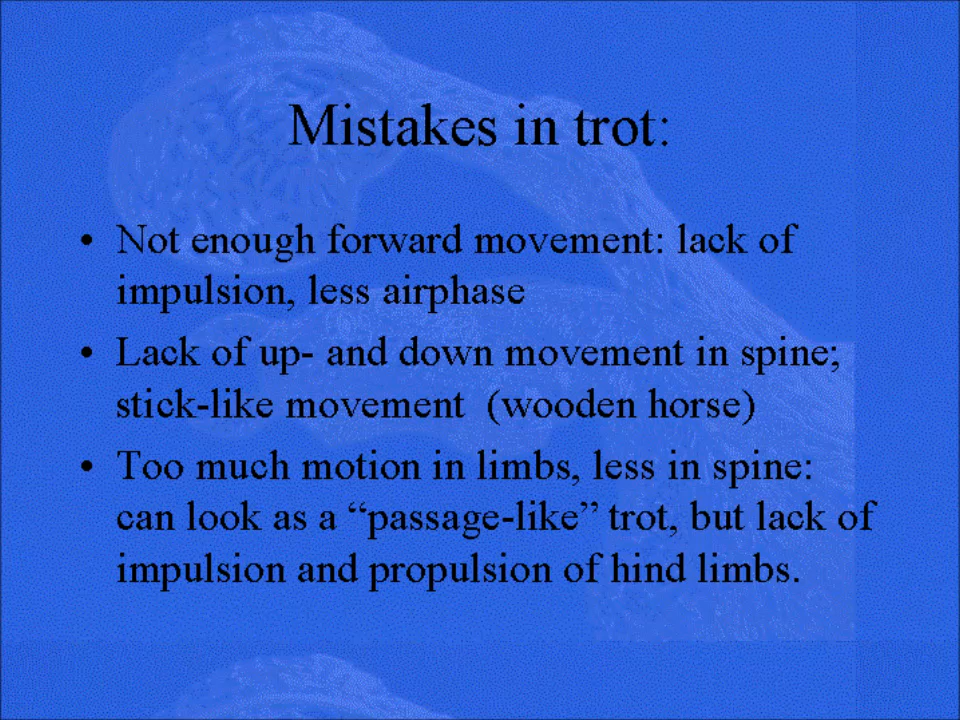 Mistakes in trot:
• Not enough forward movement: lack of
impulsion, less airphase
• Lack of up- and down movement in spine;
stick-like movement  (wooden horse)
• Too much motion in limbs, less in spine:
can look as a “passage-like” trot, but lack of
impulsion and propulsion of hind limbs.